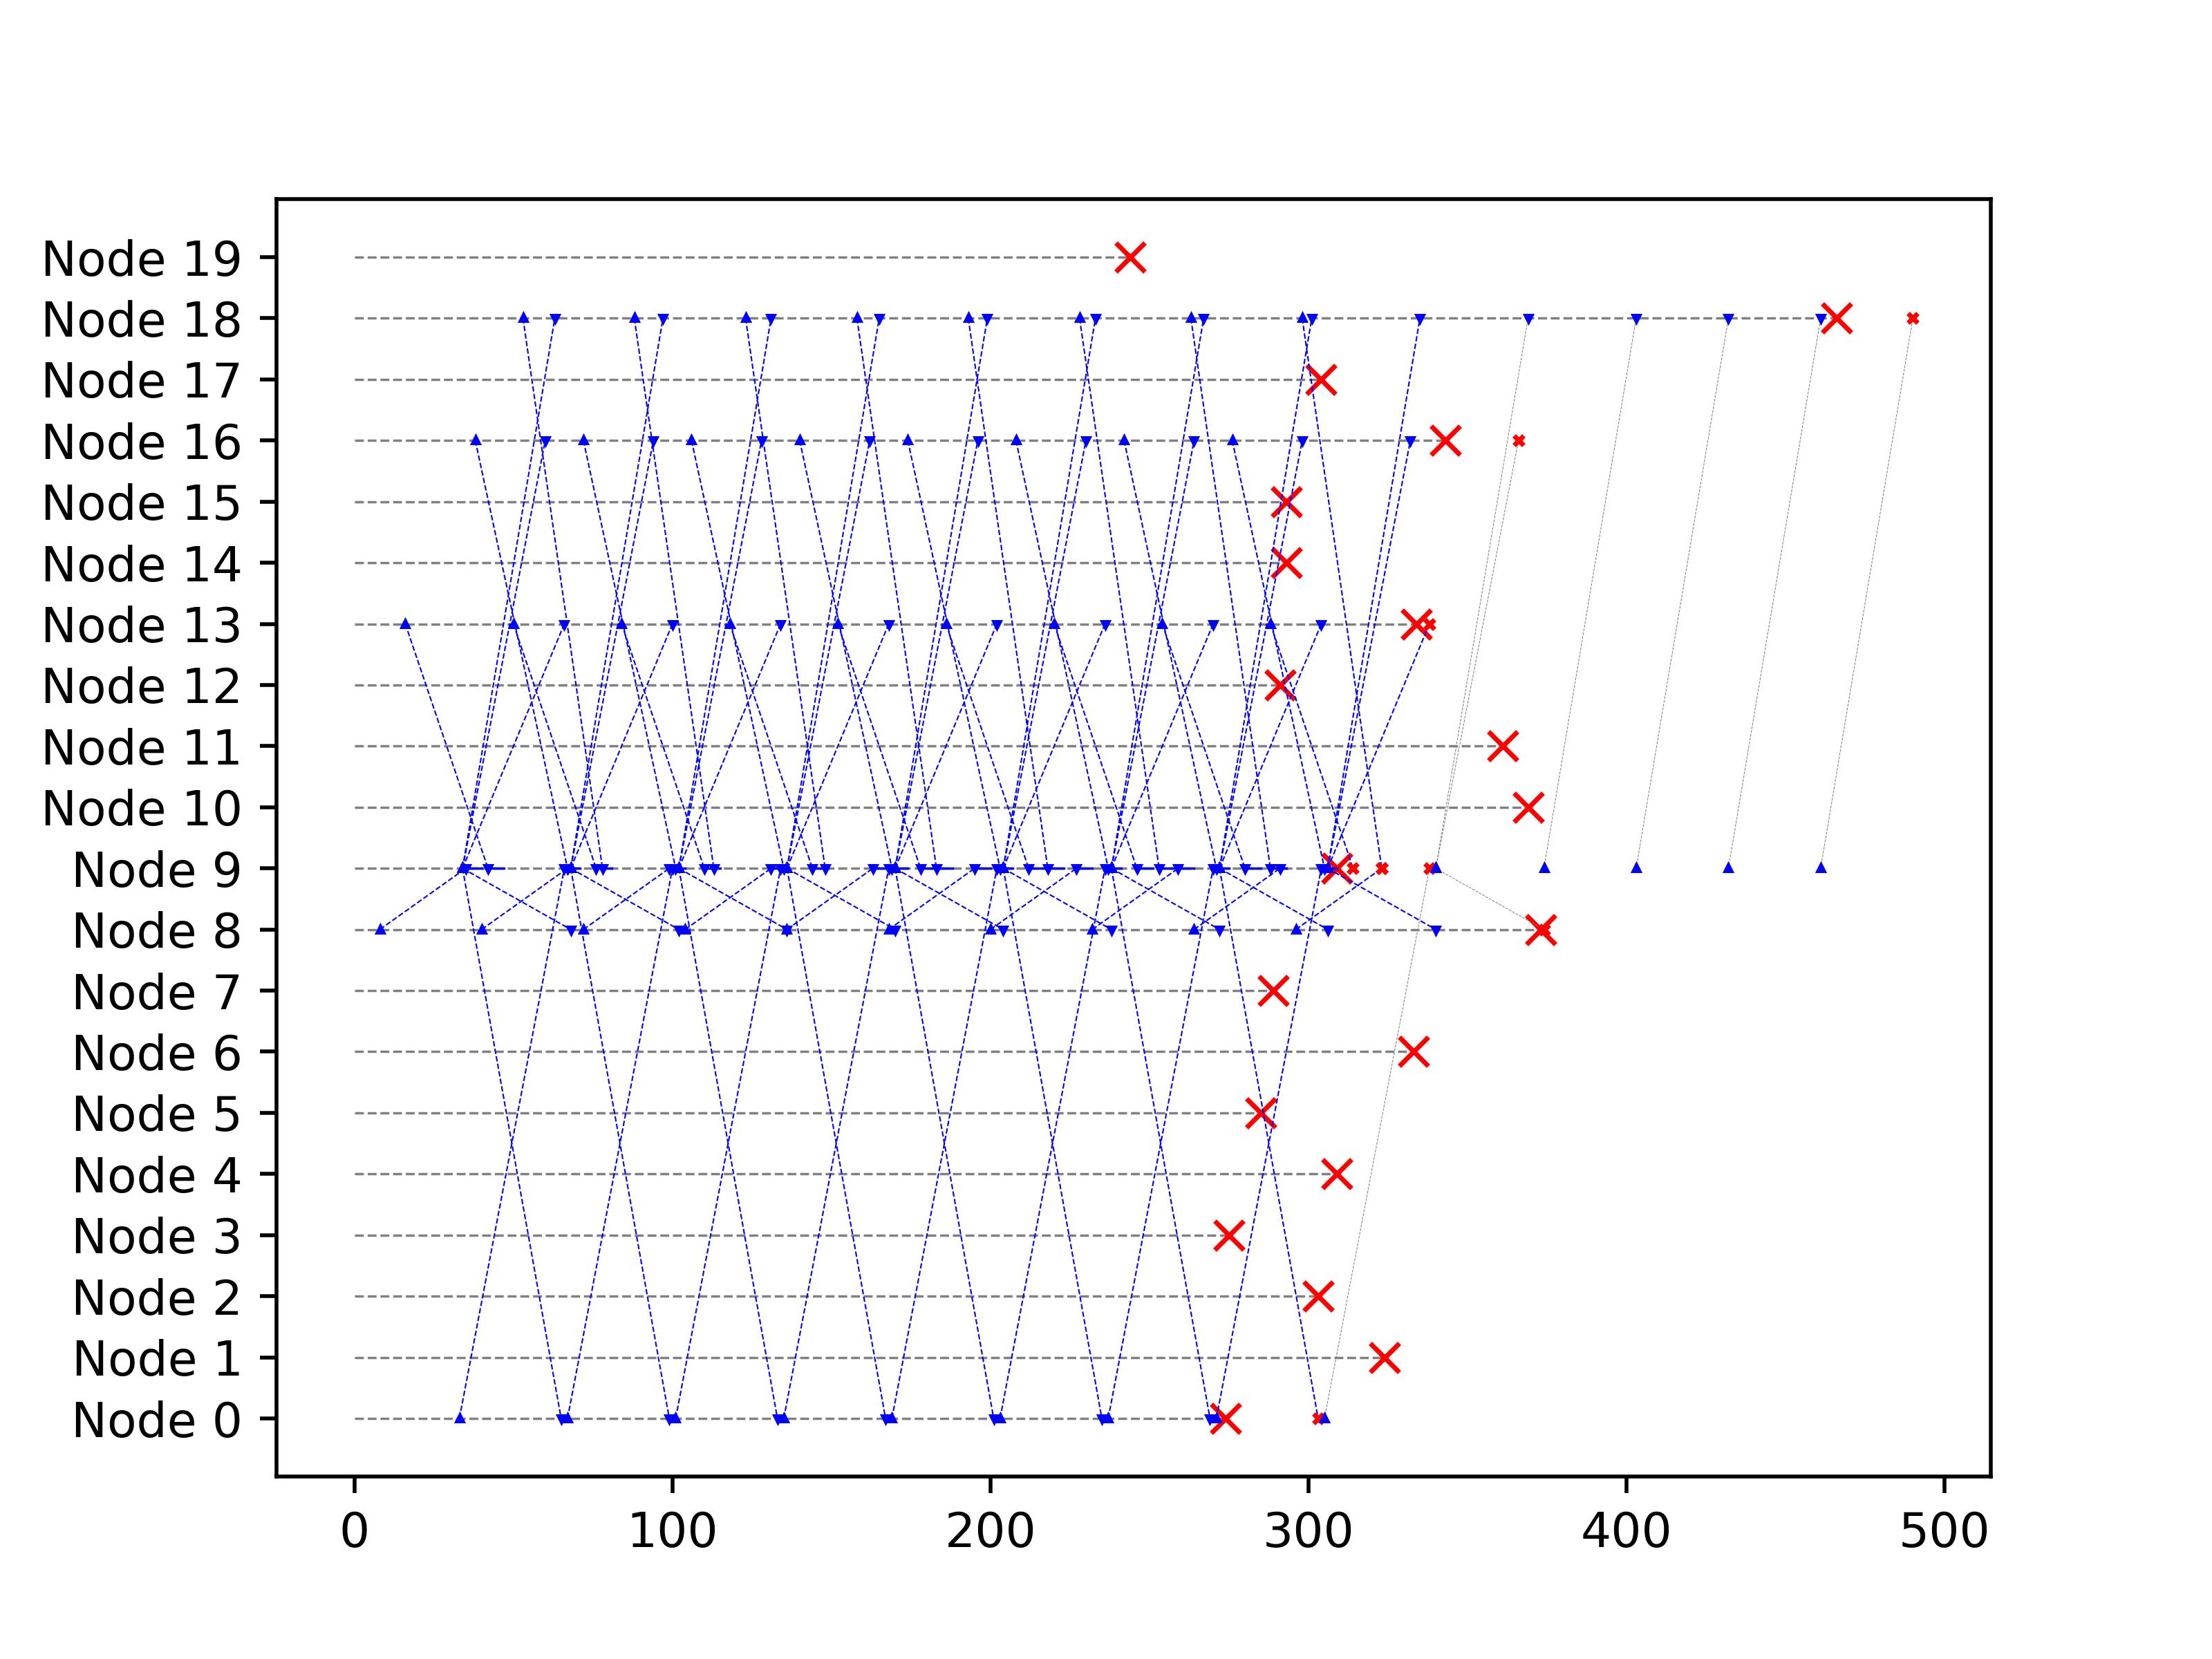 Node 19
Node 18
Node 17
Node 16
Node 15
Node 14
Node 13
Node 12
Node 11
Node 10
Node 9
Node 8
Node 7
Node 6
Node 5
Node 4
Node 3
Node 2
Node 1
Node 0
0 100 200 300 400 500